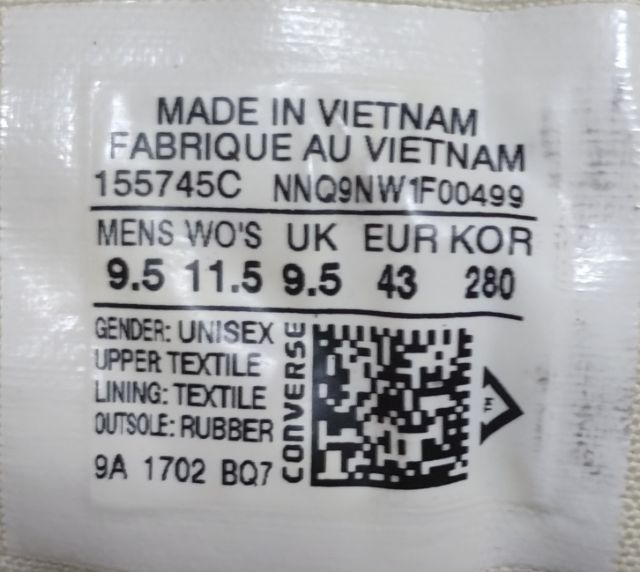 MADE IN VIETNAM
FABRIQUE AU VIETNAM
155745C NNQ9NW1F00499
MENS WO'S UK EUR KOR
9.5 11.5 9.5 43 280
GENDER: UNISEX
UPPER TEXTILE
LINING: TEXTILE
OUTSOLE: RUBBER
9A 1702 BQ7
CONVERSE
TM